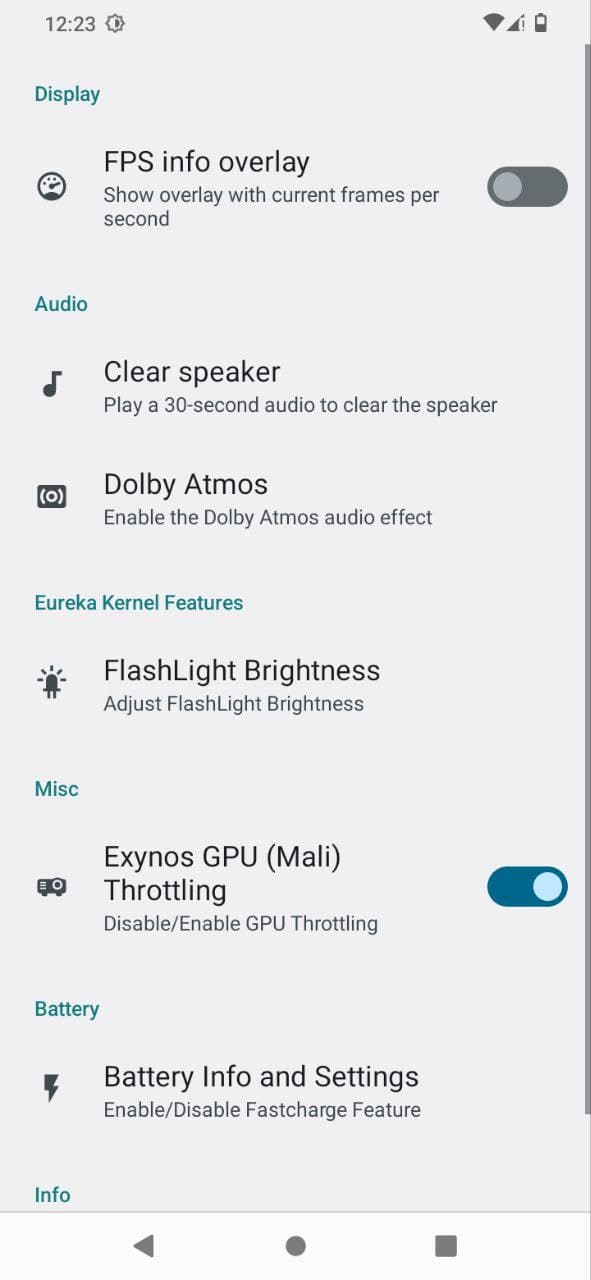 12:23
Display
FPS info overlay
Show overlay with current frames per
second
Audio
Clear speaker
Play a 30-second audio to clear the speaker
Dolby Atmos
Enable the Dolby Atmos audio effect
Eureka Kernel Features
FlashLight Brightness
Adjust FlashLight Brightness
Misc
Exynos GPU (Mali)
Throttling
Disable/Enable GPU Throttling
Battery
Battery Info and Settings
Enable/Disable Fastcharge Feature
Info